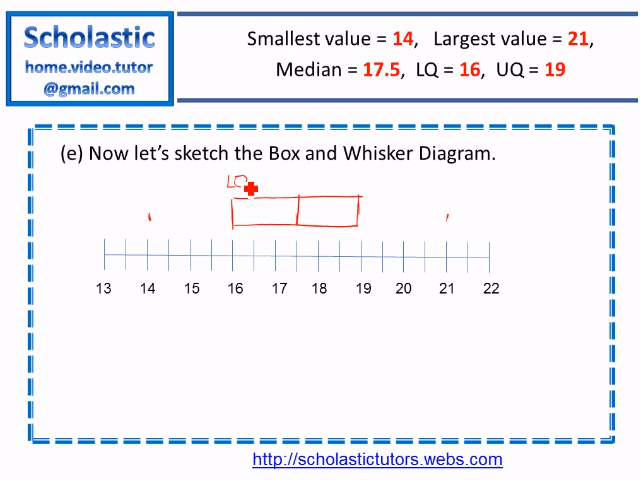 Scholastic
home.video.tutor
@gmail.com
Smallest value = 14, Largest value = 21,
Median = 17.5, LQ = 16, UQ = 19
(e) Now let's sketch the Box and Whisker Diagram.
LQ
13 14 15 16 17 18 19 20 21 22
http://scholastictutors.webs.com